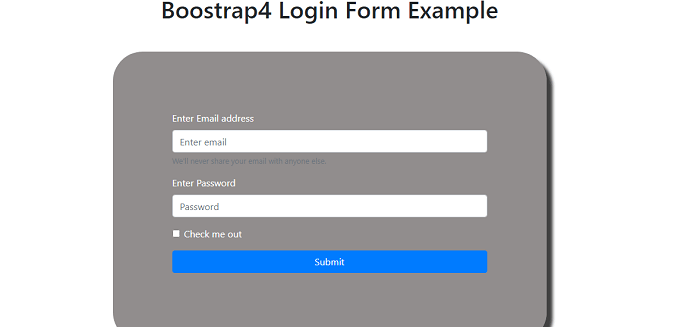 Boostrap4 Login Form Example
Enter Email address
Enter email
We'll never share your email with anyone else.
Enter Password
Password
Check me out
Submit